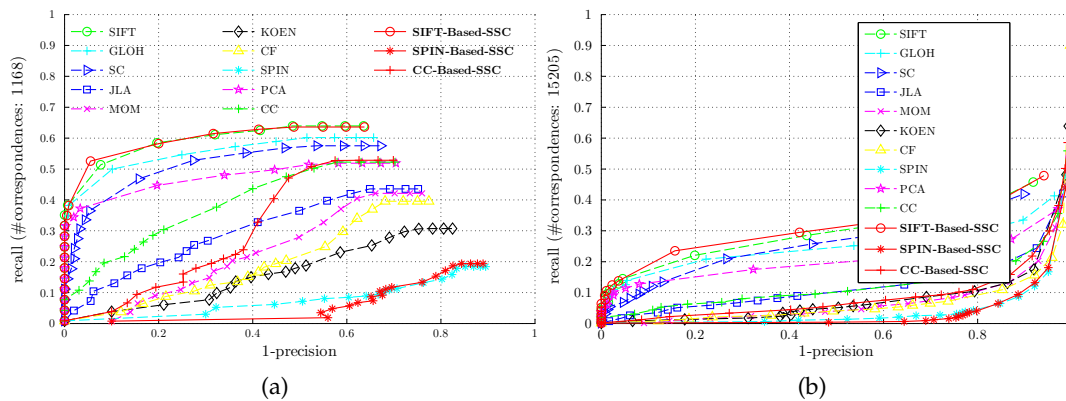 SIFT
GLOH
SC
JLA
MOM
KOEN
CF
SPIN
PCA
CC
SIFT-Based-SSC
SPIN-Based-SSC
CC-Based-SSC
recall (#correspondences: 1168)
1
0.9
0.8
0.7
0.6
0.5
0.4
0.3
0.2
0.1
0
0 0.2 0.4 0.6 0.8 1
1-precision
(a)
SIFT
GLOH
SC
JLA
MOM
KOEN
CF
SPIN
PCA
CC
SIFT-Based-SSC
SPIN-Based-SSC
CC-Based-SSC
recall (#correspondences: 15205)
1
0.9
0.8
0.7
0.6
0.5
0.4
0.3
0.2
0.1
0
0 0.2 0.4 0.6 0.8
1-precision
(b)